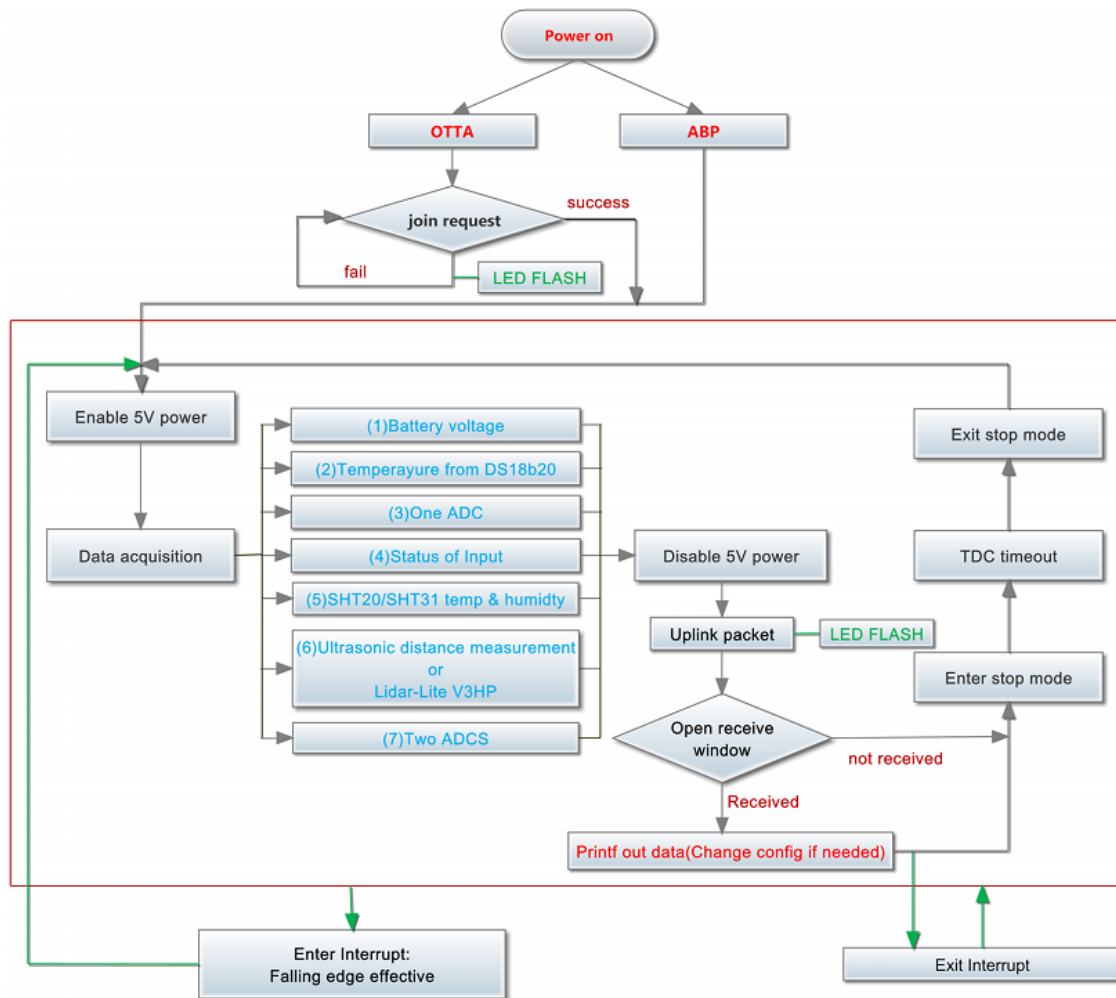 Power on
OTTA
ABP
join request
success
fail
LED FLASH
Enable 5V power
Data acquisition
(1)Battery voltage
(2)Temperayure from DS18b20
(3)One ADC
(4)Status of Input
(5)SHT20/SHT31 temp & humidty
(6)Ultrasonic distance measurement
or
Lidar-Lite V3HP
(7)Two ADCS
Disable 5V power
Uplink packet
LED FLASH
Open receive
window
not received
Received
Printf out data(Change config if needed)
Exit stop mode
TDC timeout
Enter stop mode
Enter Interrupt:
Falling edge effective
Exit Interrupt